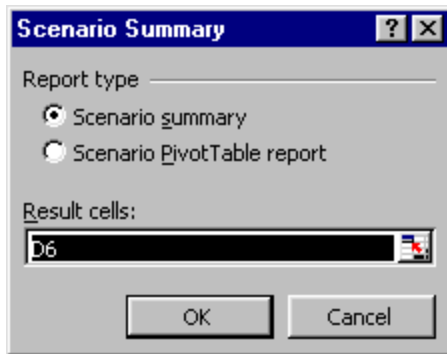 Scenario Summary
Report type
Scenario summary
Scenario PivotTable report
Result cells:
D6
OK
Cancel